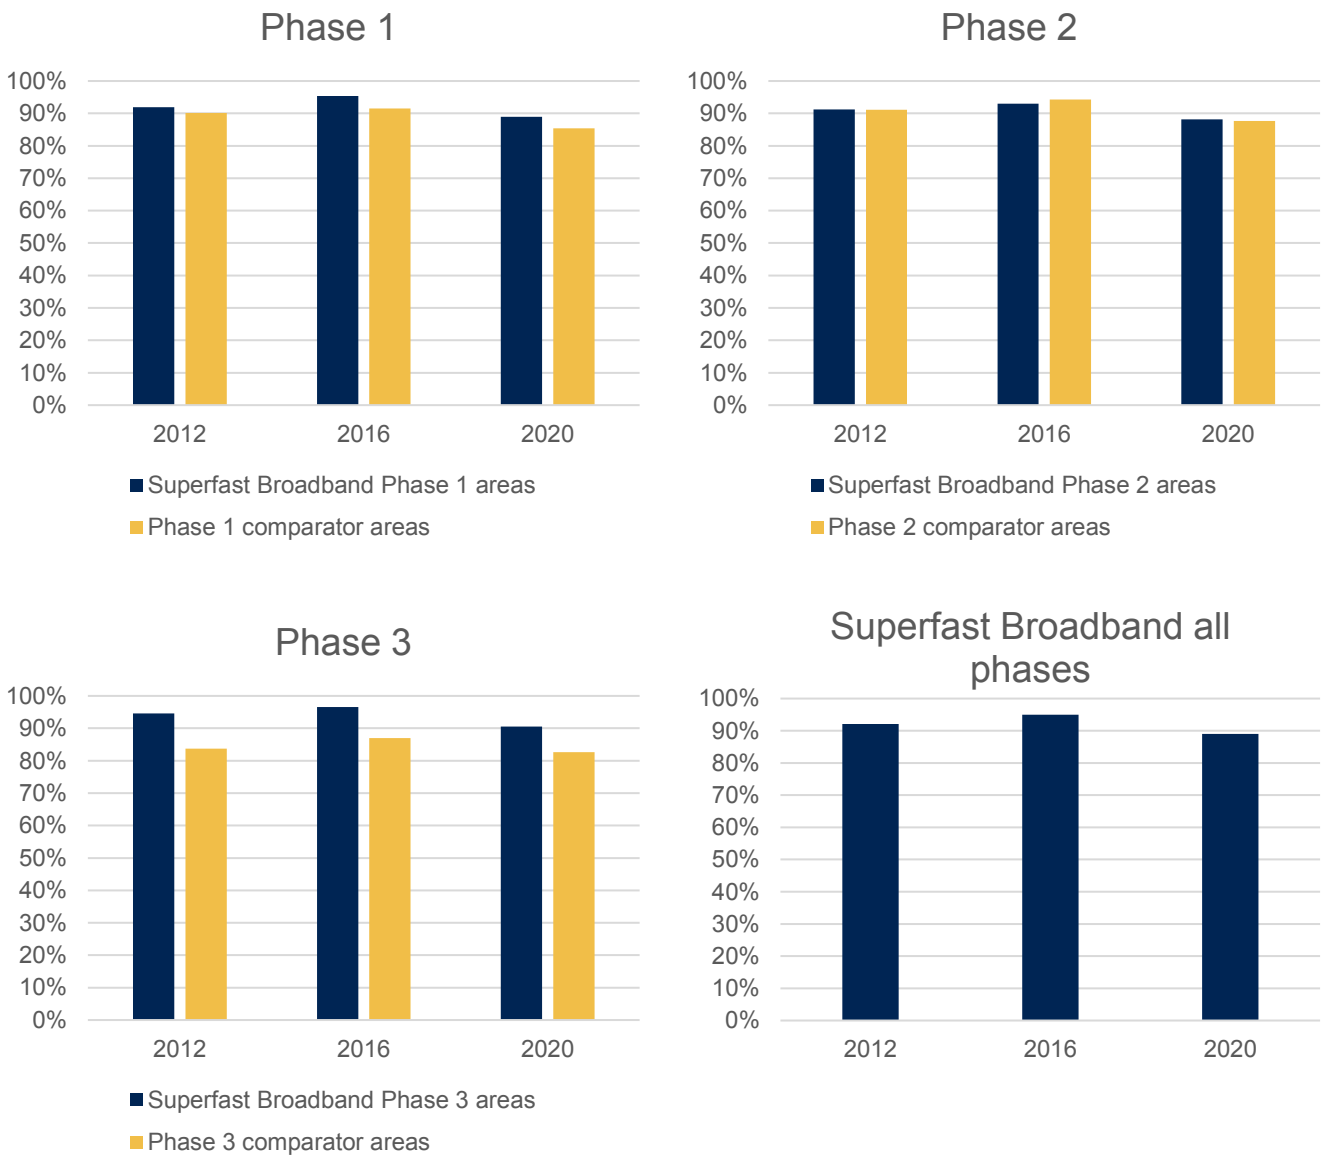 Phase 1
100%
90%
80%
70%
60%
50%
40%
30%
20%
10%
0%
2012 2016 2020
Superfast Broadband Phase 1 areas
Phase 1 comparator areas
Phase 2
100%
90%
80%
70%
60%
50%
40%
30%
20%
10%
0%
2012 2016 2020
Superfast Broadband Phase 2 areas
Phase 2 comparator areas
Phase 3
100%
90%
80%
70%
60%
50%
40%
30%
20%
10%
0%
2012 2016 2020
Superfast Broadband Phase 3 areas
Phase 3 comparator areas
Superfast Broadband all
phases
100%
90%
80%
70%
60%
50%
40%
30%
20%
10%
0%
2012 2016 2020